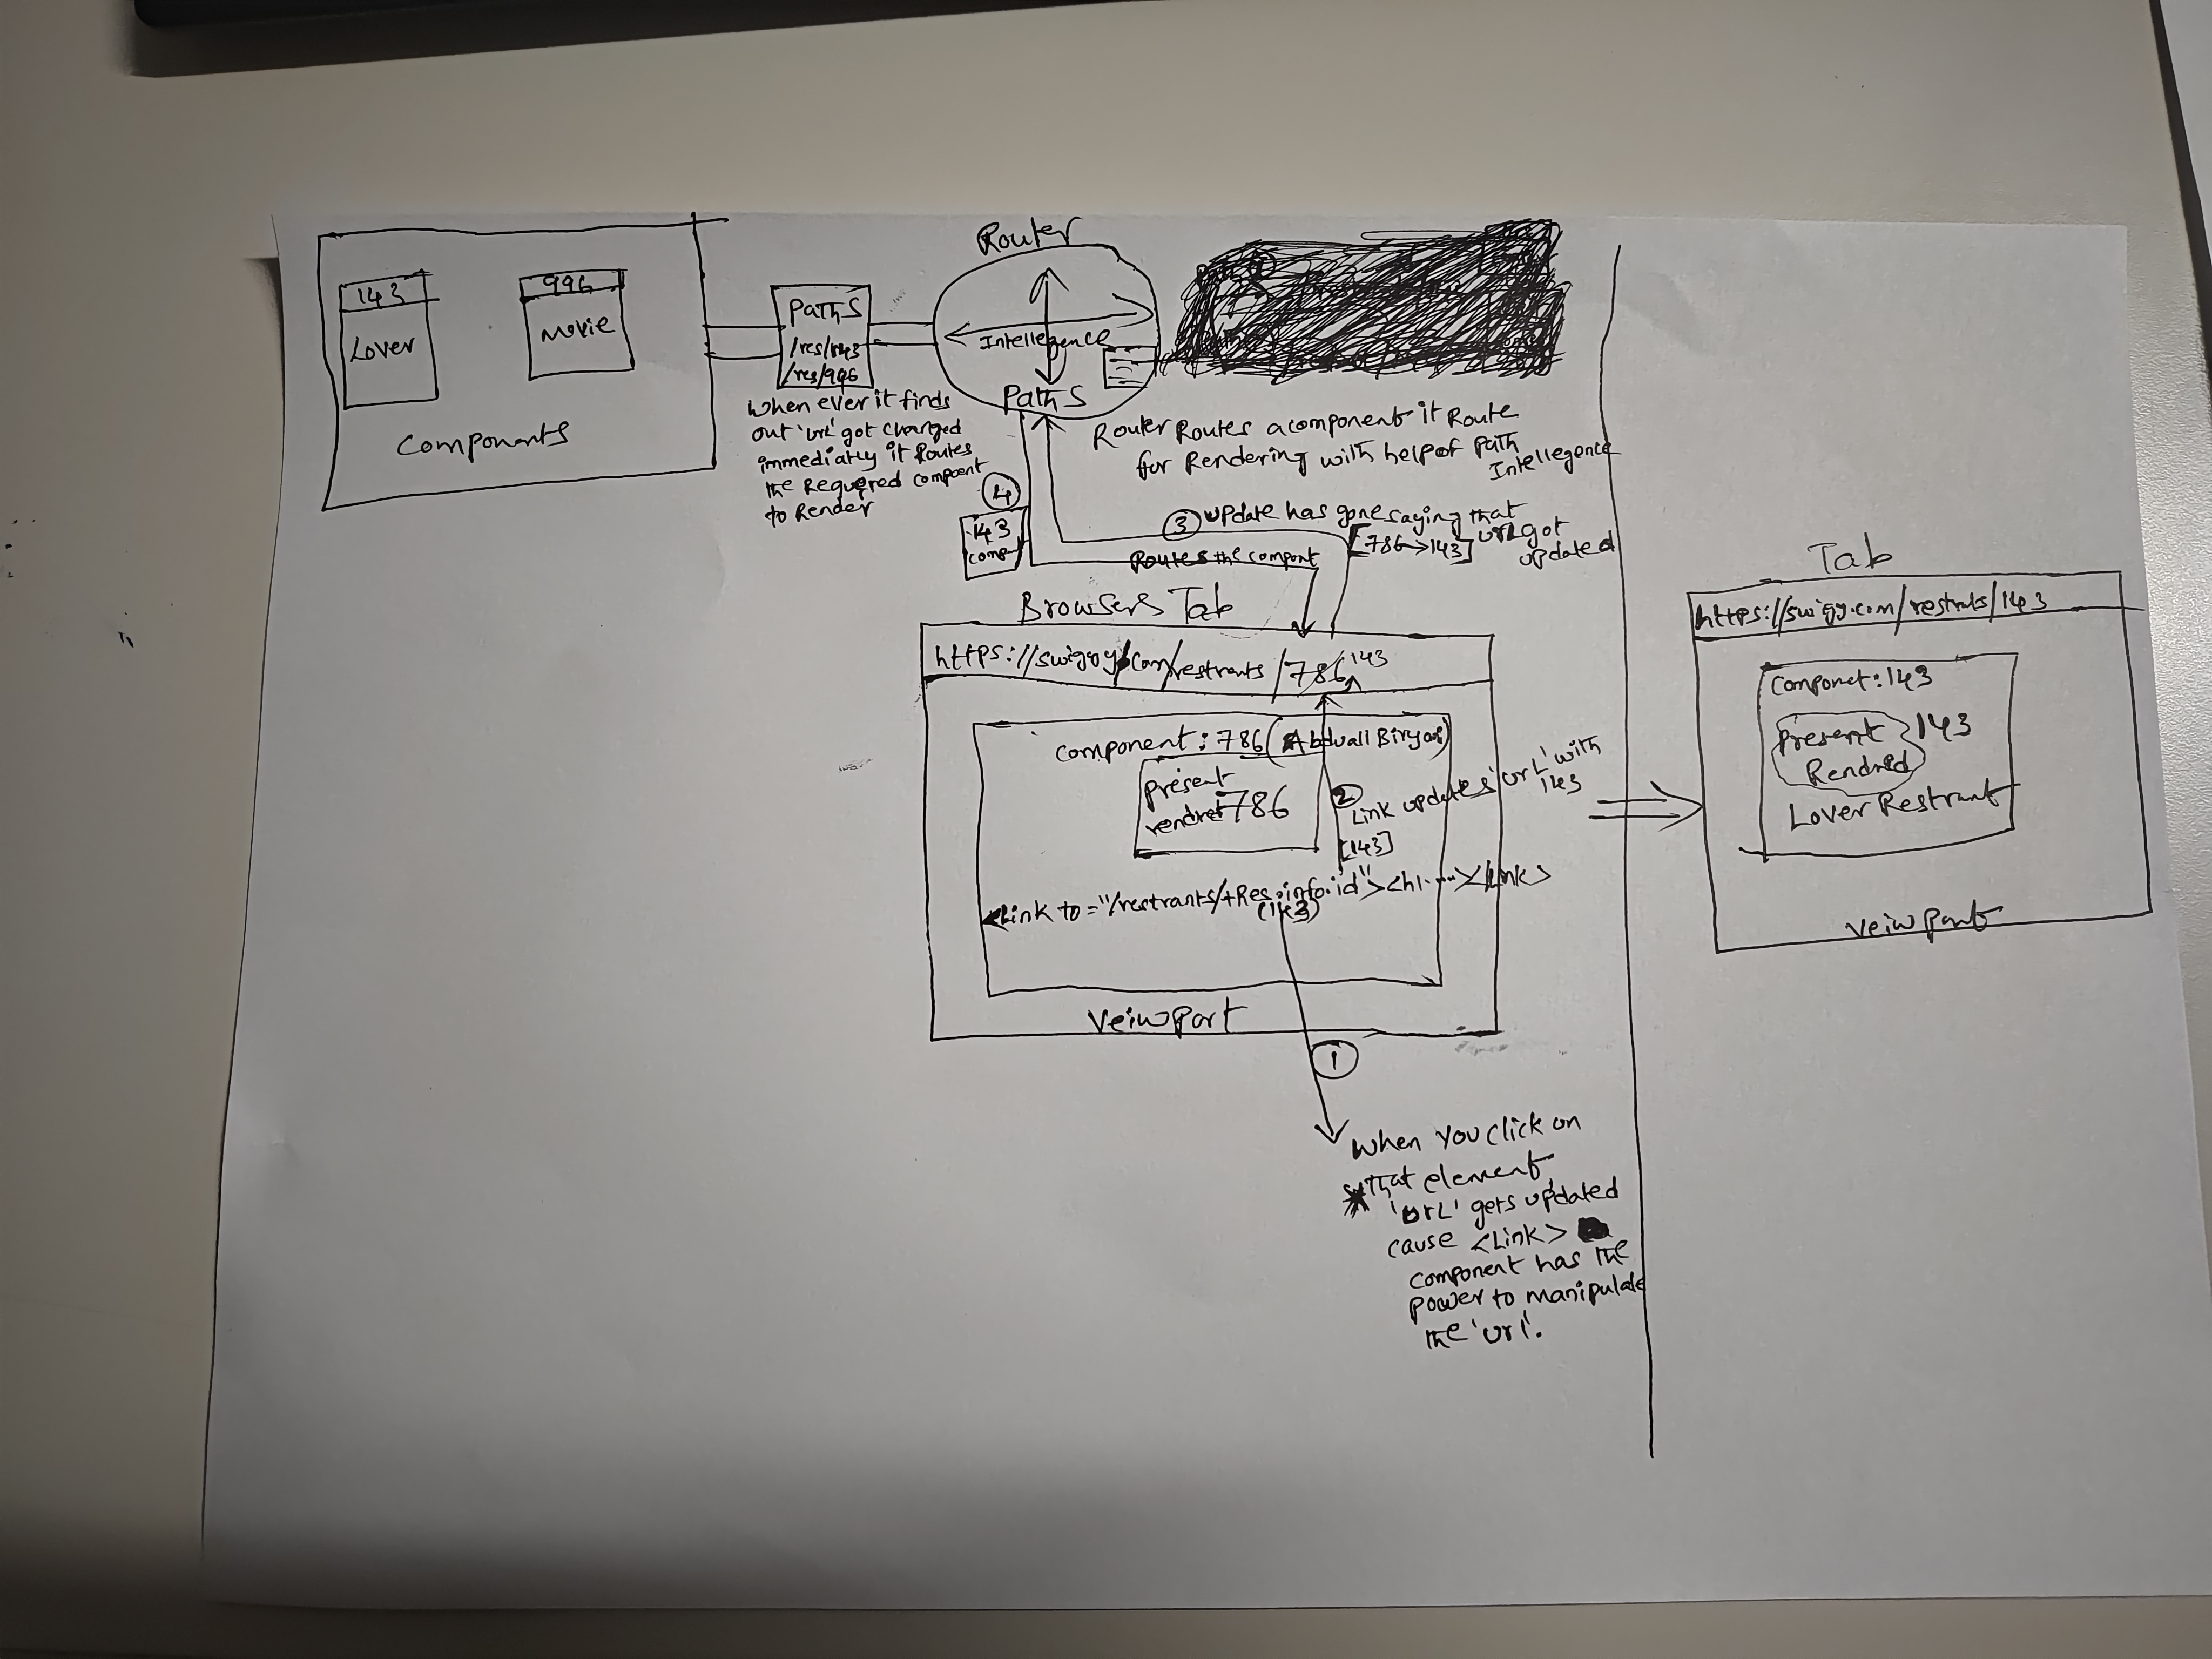 143
Lover
996
Movie
Components
Paths
/res/143
/res/996
When ever it finds
out 'url' got changed
immediatly it Routes
the Requered compoent
to Render
Router
Intellegence
Paths
Router Routes a component it Route
for Rendering with help of Path
Intellegence
4
143
comp
3 update has gone saying that
[786->143] url got
updated
Routes the compont
Browsers Tab
https://swiggy.com/restrants/786 143
component: 786 (Abduall Biryani)
present
rendred 786
2
Link updates 'url' with
143
[143]
<Link to="/restrants/+Res.info.id"><h1---></Link>
(143)
Veiwport
1
When you click on
that element,
'url' gets updated
cause <Link>
component has the
power to manipulate
the 'url'.
Tab
https://swigy.com/restrnts/143
Componet: 143
Present 143
Rendred
Lover Restrunt
Veiwport